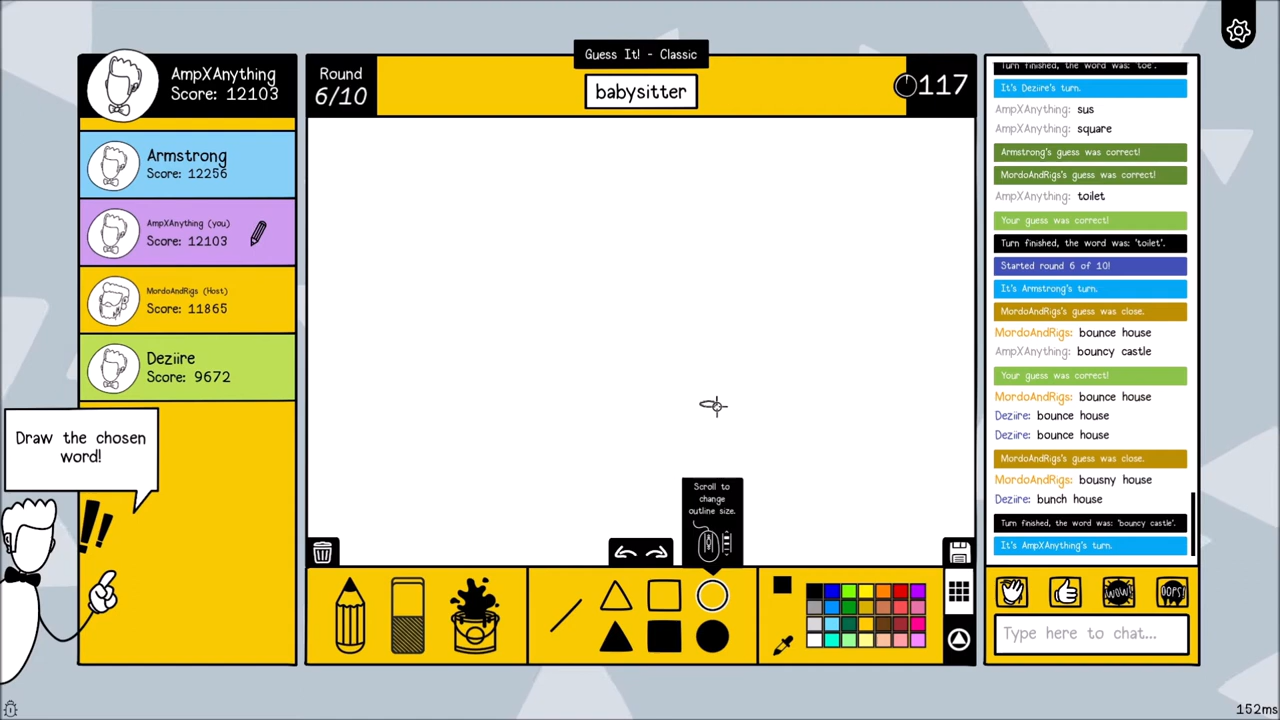 Guess It! - Classic
AmpXAnything
Score: 12103
Round
6/10
babysitter
117
Armstrong
Score: 12256
AmpXAnything (you)
Score: 12103
MordoAndRigs (Host)
Score: 11865
Deziire
Score: 9672
Draw the chosen
word!
Scroll to
change
outline size.
Turn finished, the word was: 'toe'.
It's Deziire's turn.
AmpXAnything: sus
AmpXAnything: square
Armstrong's guess was correct!
MordoAndRigs's guess was correct!
AmpXAnything: toilet
Your guess was correct!
Turn finished, the word was: 'toilet'.
Started round 6 of 10!
It's Armstrong's turn.
MordoAndRigs's guess was close.
MordoAndRigs: bounce house
AmpXAnything: bouncy castle
Your guess was correct!
MordoAndRigs: bounce house
Deziire: bounce house
Deziire: bounce house
MordoAndRigs's guess was close.
MordoAndRigs: bousny house
Deziire: bunch house
Turn finished, the word was: 'bouncy castle'.
It's AmpXAnything's turn.
WOW!
OOPS!
Type here to chat...
152ms